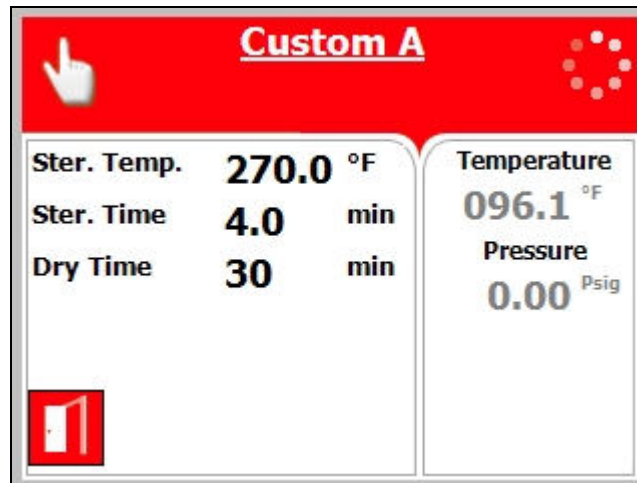 Custom A
Ster. Temp. 270.0 °F
Ster. Time 4.0 min
Dry Time 30 min
Temperature
096.1 °F
Pressure
0.00 Psig